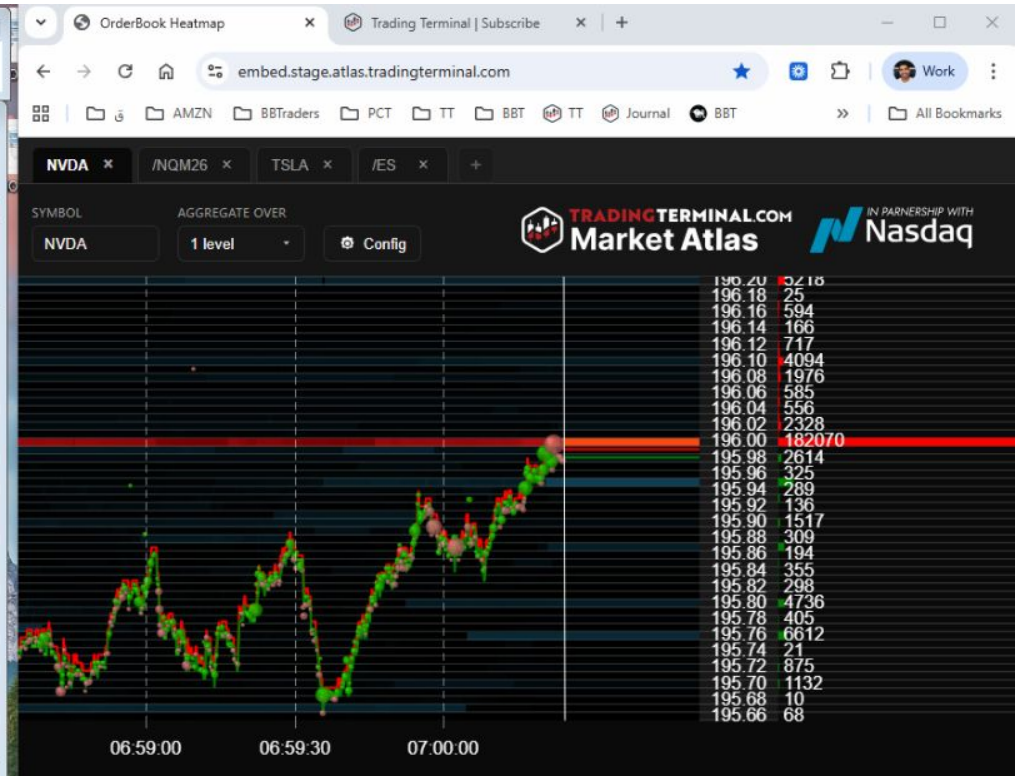 OrderBook Heatmap
Trading Terminal | Subscribe
embed.stage.atlas.tradingterminal.com
Work
ق
AMZN
BBTraders
PCT
TT
BBT
TT
Journal
BBT
All Bookmarks
NVDA
/NQM26
TSLA
/ES
SYMBOL
AGGREGATE OVER
NVDA
1 level
Config
TRADINGTERMINAL.COM
Market Atlas
IN PARNERSHIP WITH
Nasdaq
196.20 5218
196.18 25
196.16 594
196.14 166
196.12 717
196.10 4094
196.08 1976
196.06 585
196.04 556
196.02 2328
196.00 182070
195.98 2614
195.96 325
195.94 289
195.92 136
195.90 1517
195.88 309
195.86 194
195.84 355
195.82 298
195.80 4736
195.78 405
195.76 6612
195.74 21
195.72 875
195.70 1132
195.68 10
195.66 68
06:59:00
06:59:30
07:00:00